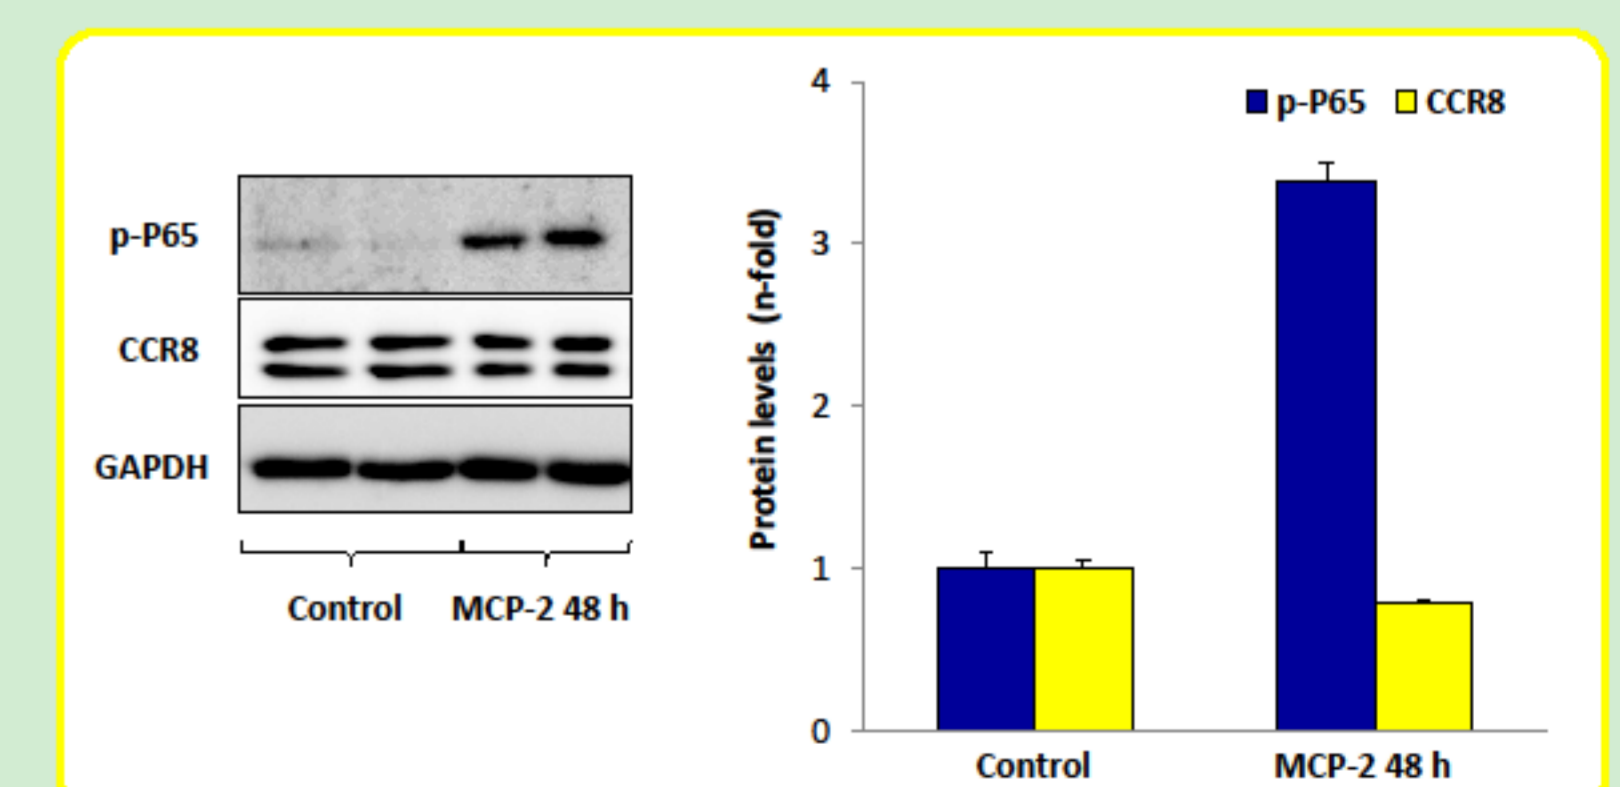 p-P65
CCR8
GAPDH
Control MCP-2 48 h
Protein levels (n-fold)
4
3
2
1
0
p-P65 CCR8
Control MCP-2 48 h